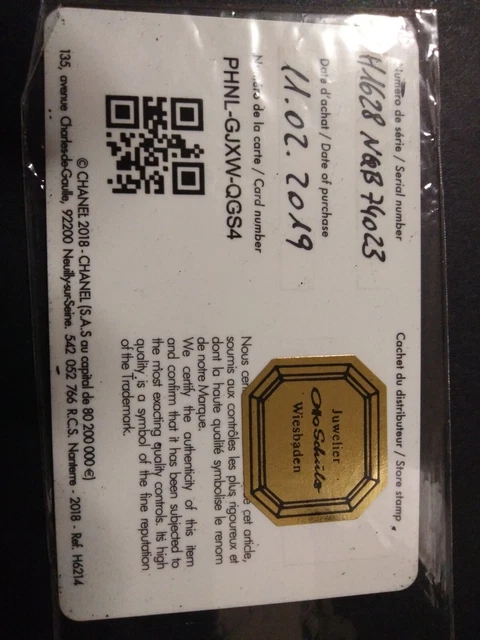 Numéro de série / Serial number
H1628 NQB 74023
Date d'achat / Date of purchase
11.02.2019
Numéro de la carte / Card number
PHNL-GJXW-QGS4
Cachet du distributeur / Store stamp
Juwelier
Otto Schulz
Wiesbaden
Nous cet article,
soumis aux contrôles les plus rigoureux et
dont la haute qualité symbolise le renom
de notre Marque.
We certify the authenticity of this item
and confirm that it has been subjected to
the most exacting quality controls. Its high
quality is a symbol of the fine reputation
of the Trademark.
© CHANEL 2018 - CHANEL (S.A.S au capital de 80 200 000 €)
135, avenue Charles-de-Gaulle, 92200 Neuilly-sur-Seine. 542 052 766 R.C.S. Nanterre - 2018 - Ref. H6214